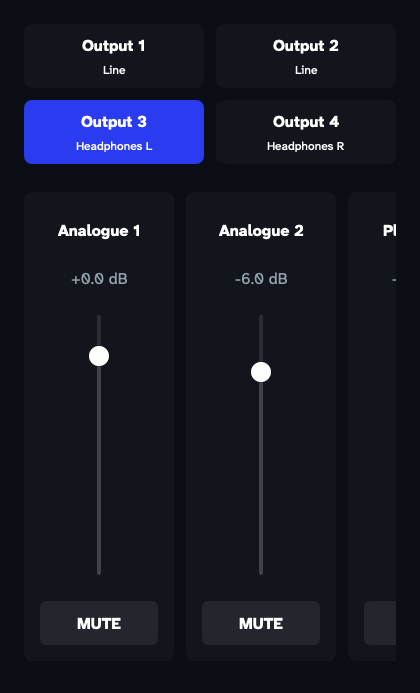 Output 1
Line
Output 2
Line
Output 3
Headphones L
Output 4
Headphones R
Analogue 1
Analogue 2
+0.0 dB
-6.0 dB
MUTE
MUTE